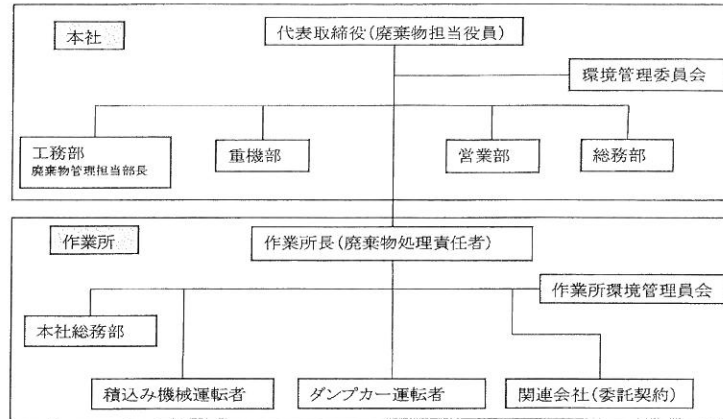 本社
代表取締役(廃棄物担当役員)
環境管理委員会
工務部
廃棄物管理担当部長
重機部
営業部
総務部
作業所
作業所長(廃棄物処理責任者)
作業所環境管理員会
本社総務部
積込み機械運転者
ダンプカー運転者
関連会社(委託契約)